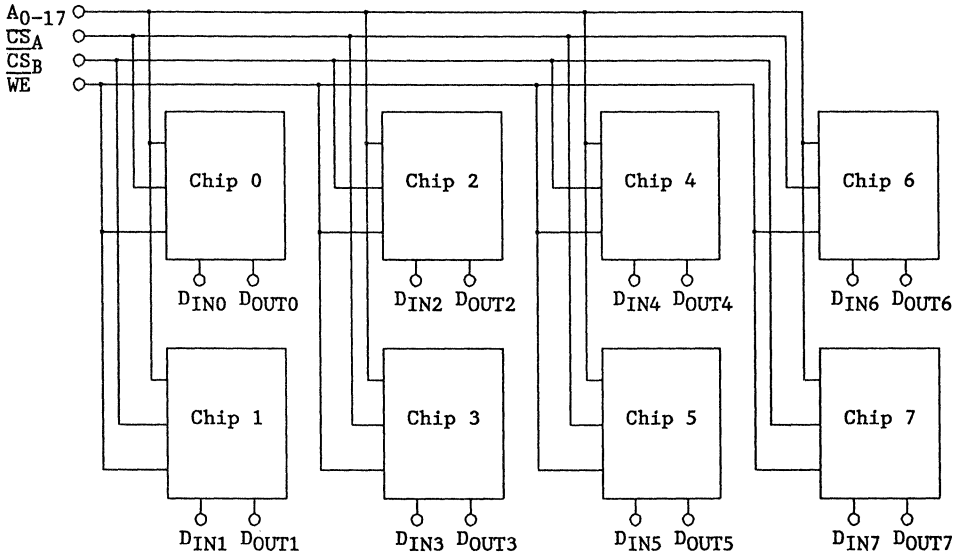 A0-17
CSA
CSB
WE
Chip 0
Chip 2
Chip 4
Chip 6
DIN0 DOUT0
DIN2 DOUT2
DIN4 DOUT4
DIN6 DOUT6
Chip 1
Chip 3
Chip 5
Chip 7
DIN1 DOUT1
DIN3 DOUT3
DIN5 DOUT5
DIN7 DOUT7